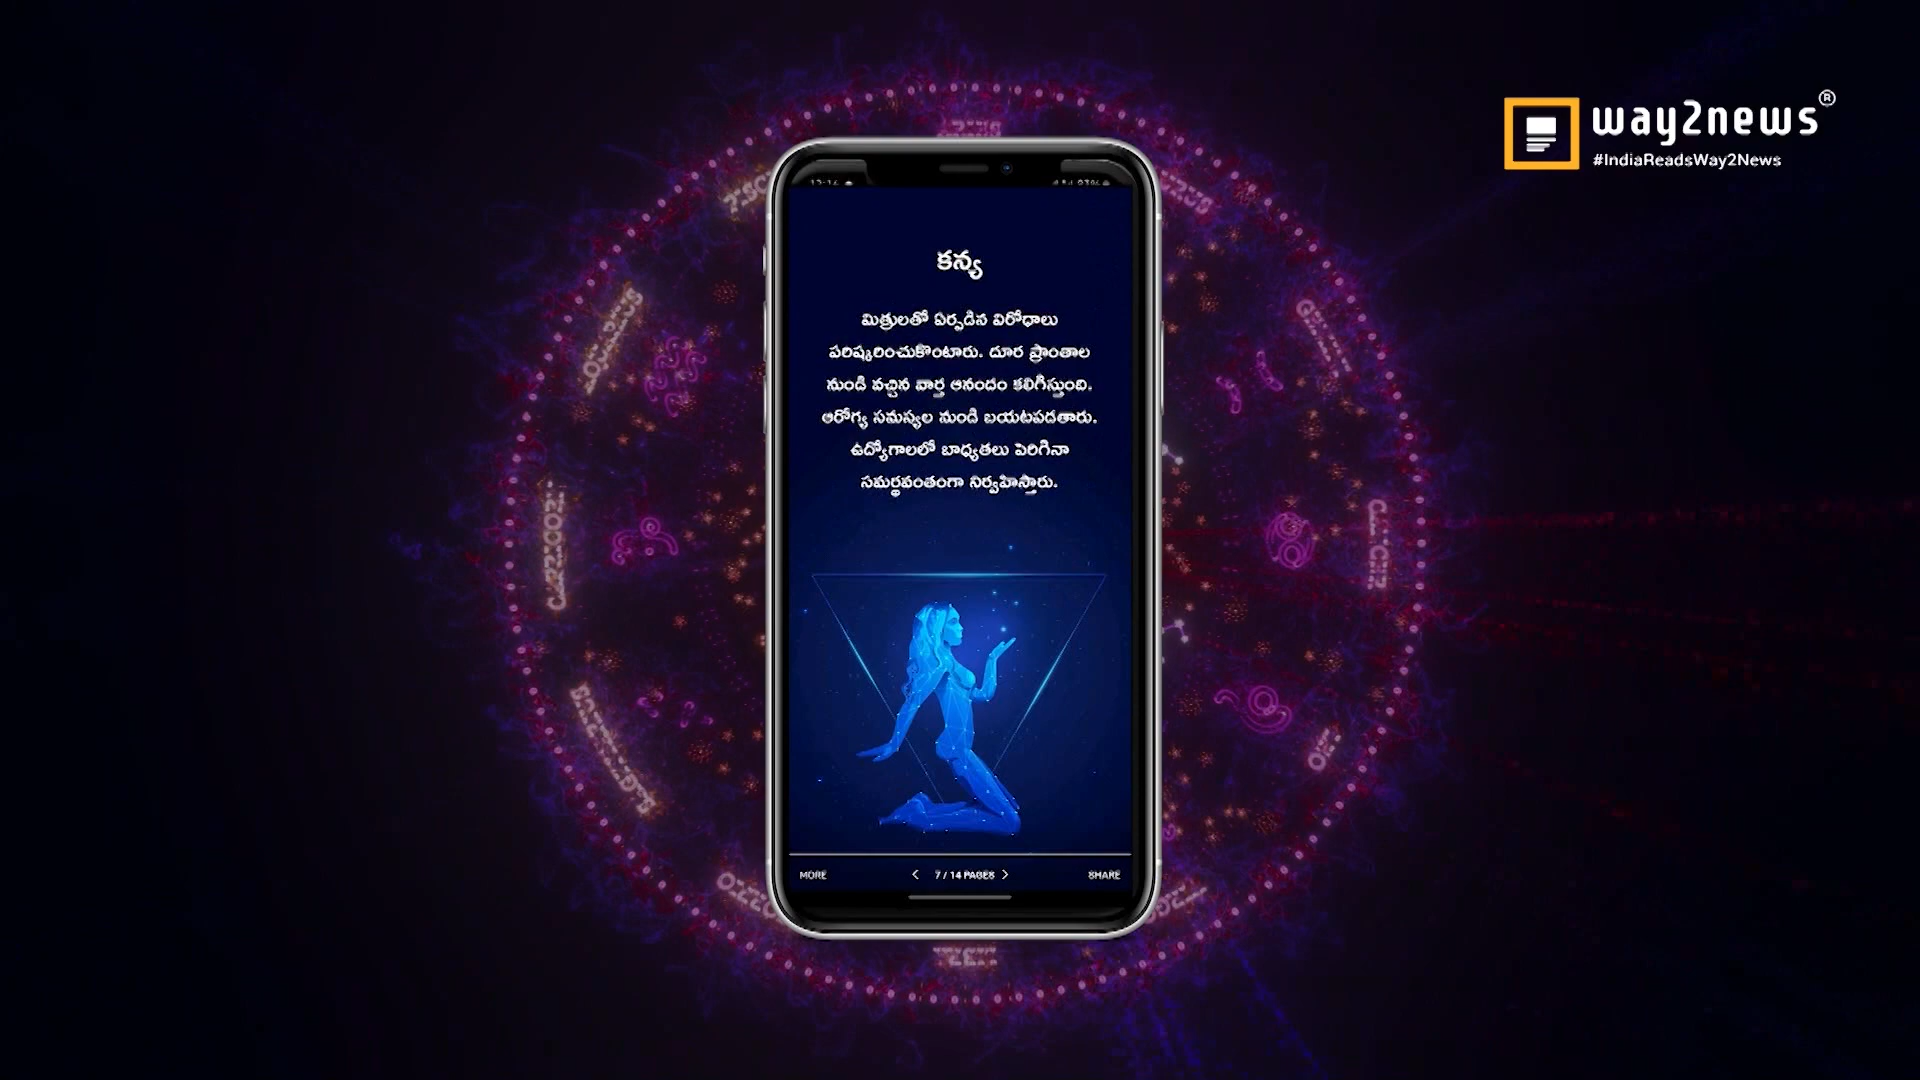 way2news®
#IndiaReadsWay2News
కన్య
మిత్రులతో ఏర్పడిన విరోధాలు
పరిష్కరించుకొంటారు. దూర ప్రాంతాల
నుండి వచ్చిన వార్త ఆనందం కలిగిస్తుంది.
ఆరోగ్య సమస్యల నుండి బయటపడతారు.
ఉద్యోగాలలో బాధ్యతలు పెరిగినా
సమర్థవంతంగా నిర్వహిస్తారు.
MORE
7 / 14 PAGES
SHARE